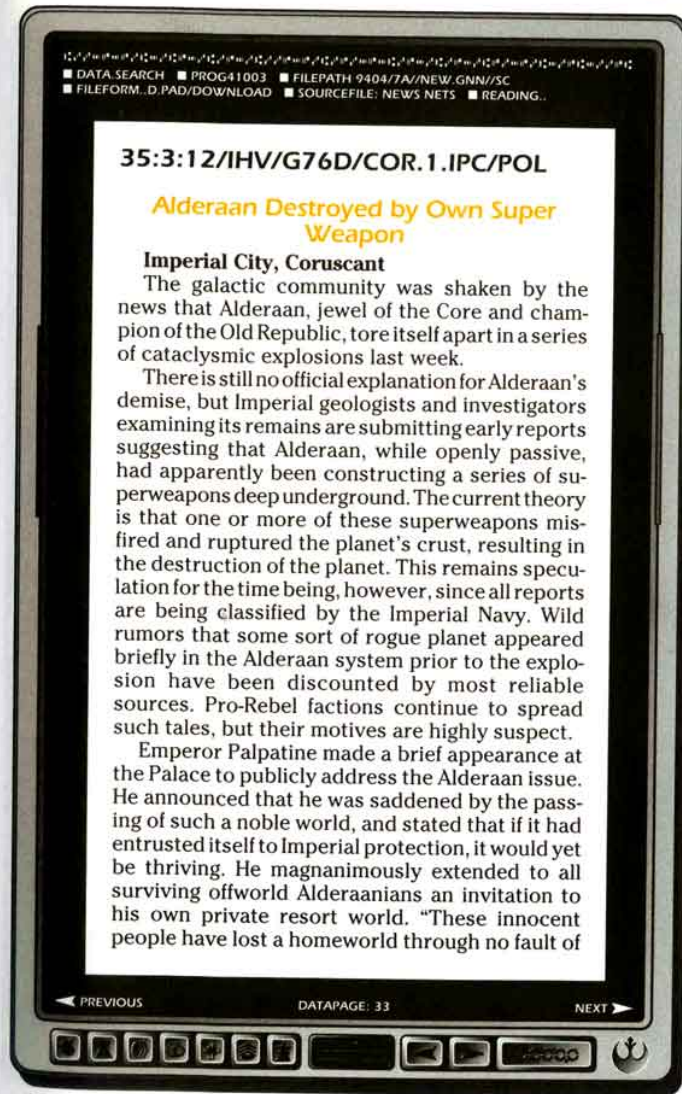 ■ DATA.SEARCH ■ PROG41003 ■ FILEPATH 9404/7A//NEW.GNN//SC
■ FILEFORM..D.PAD/DOWNLOAD ■ SOURCEFILE: NEWS NETS ■ READING..
35:3:12/IHV/G76D/COR.1.IPC/POL
Alderaan Destroyed by Own Super
Weapon
Imperial City, Coruscant
The galactic community was shaken by the
news that Alderaan, jewel of the Core and cham-
pion of the Old Republic, tore itself apart in a series
of cataclysmic explosions last week.
There is still no official explanation for Alderaan's
demise, but Imperial geologists and investigators
examining its remains are submitting early reports
suggesting that Alderaan, while openly passive,
had apparently been constructing a series of su-
perweapons deep underground. The current theory
is that one or more of these superweapons mis-
fired and ruptured the planet's crust, resulting in
the destruction of the planet. This remains specu-
lation for the time being, however, since all reports
are being classified by the Imperial Navy. Wild
rumors that some sort of rogue planet appeared
briefly in the Alderaan system prior to the explo-
sion have been discounted by most reliable
sources. Pro-Rebel factions continue to spread
such tales, but their motives are highly suspect.
Emperor Palpatine made a brief appearance at
the Palace to publicly address the Alderaan issue.
He announced that he was saddened by the pass-
ing of such a noble world, and stated that if it had
entrusted itself to Imperial protection, it would yet
be thriving. He magnanimously extended to all
surviving offworld Alderaanians an invitation to
his own private resort world. “These innocent
people have lost a homeworld through no fault of
◄ PREVIOUS
DATAPAGE: 33
NEXT ►